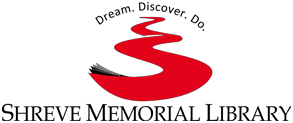 Dream. Discover. Do.
SHREVE MEMORIAL LIBRARY